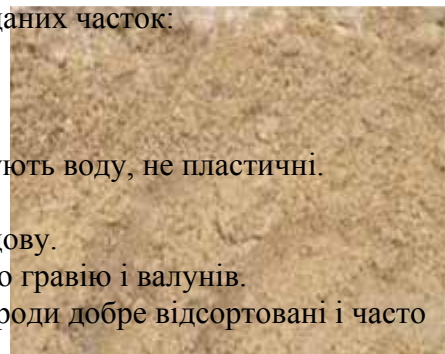 даних часток:
ють воду, не пластичні.
ову.
о гравію і валунів.
роди добре відсортовані і часто